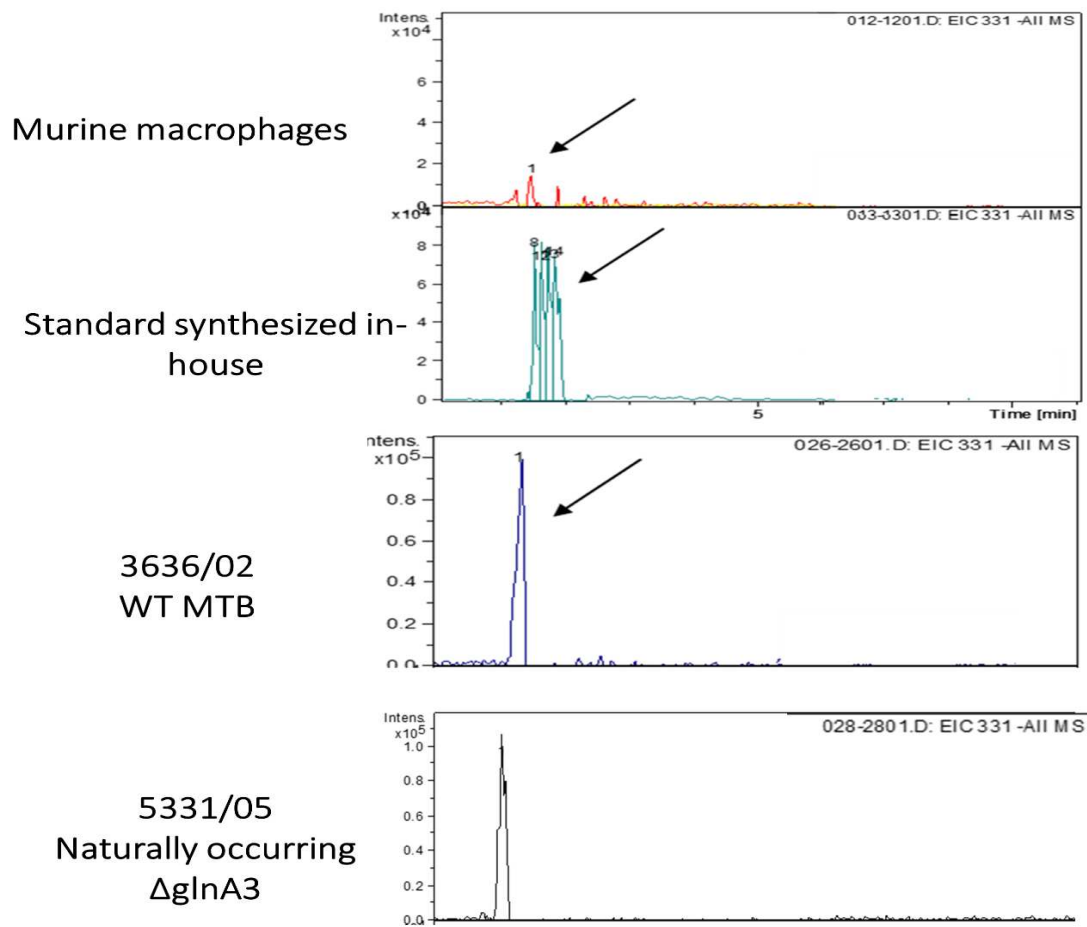 Intens.
x10⁴
012-1201.D: EIC 331 -All MS
6
4
2
0
Murine macrophages
1
x10⁴
033-3301.D: EIC 331 -All MS
8
6
4
2
0
8
4
5
Time [min]
Standard synthesized in-
house
Intens.
x10⁵
026-2601.D: EIC 331 -All MS
0.8
0.6
0.4
0.2
0.0
1
3636/02
WT MTB
Intens.
x10⁵
028-2801.D: EIC 331 -All MS
1.0
0.8
0.6
0.4
0.2
0.0
5331/05
Naturally occurring
ΔglnA3